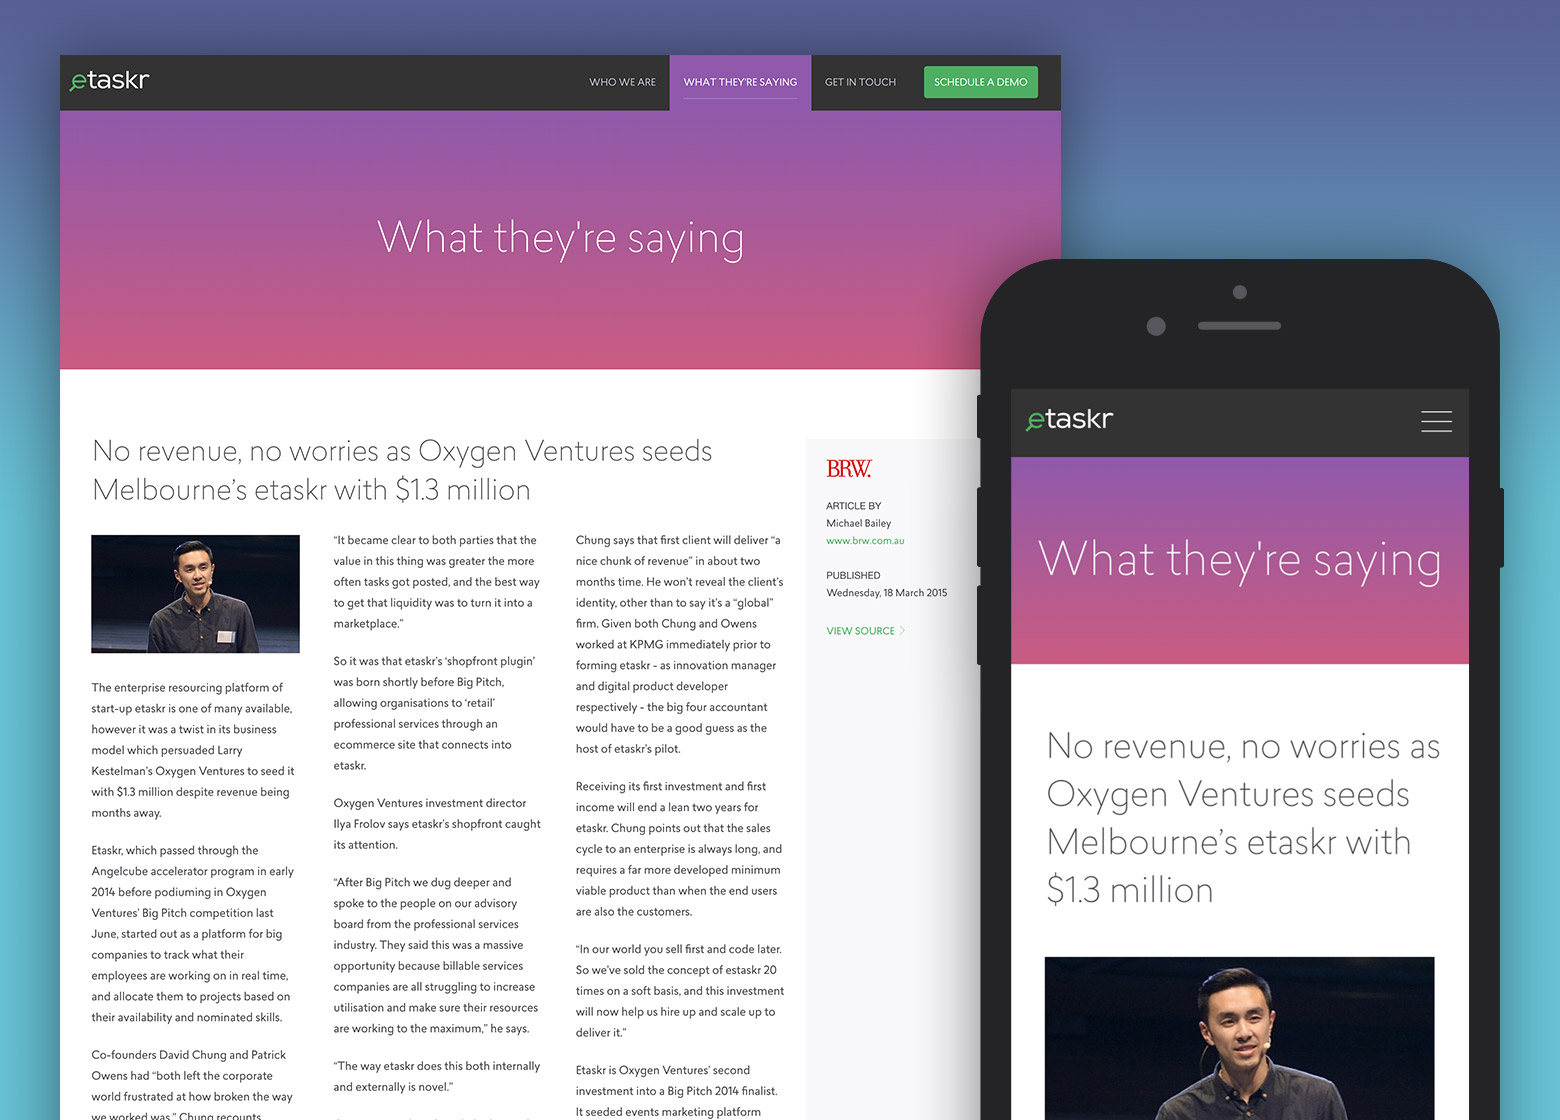 etaskr
WHO WE ARE
WHAT THEY'RE SAYING
GET IN TOUCH
SCHEDULE A DEMO
What they're saying
No revenue, no worries as Oxygen Ventures seeds
Melbourne’s etaskr with $1.3 million
The enterprise resourcing platform of
start-up etaskr is one of many available,
however it was a twist in its business
model which persuaded Larry
Kestelman’s Oxygen Ventures to seed it
with $1.3 million despite revenue being
months away.
Etaskr, which passed through the
Angelcube accelerator program in early
2014 before podiuming in Oxygen
Ventures’ Big Pitch competition last
June, started out as a platform for big
companies to track what their
employees are working on in real time,
and allocate them to projects based on
their availability and nominated skills.
Co-founders David Chung and Patrick
Owens had “both left the corporate
world frustrated at how broken the way
we worked was,” Chung recounts.
“It became clear to both parties that the
value in this thing was greater the more
often tasks got posted, and the best way
to get that liquidity was to turn it into a
marketplace.”
So it was that etaskr’s ‘shopfront plugin’
was born shortly before Big Pitch,
allowing organisations to ‘retail’
professional services through an
ecommerce site that connects into
etaskr.
Oxygen Ventures investment director
Ilya Frolov says etaskr’s shopfront caught
its attention.
“After Big Pitch we dug deeper and
spoke to the people on our advisory
board from the professional services
industry. They said this was a massive
opportunity because billable services
companies are all struggling to increase
utilisation and make sure their resources
are working to the maximum,” he says.
“The way etaskr does this both internally
and externally is novel.”
Chung says that first client will deliver “a
nice chunk of revenue” in about two
months time. He won’t reveal the client’s
identity, other than to say it’s a “global”
firm. Given both Chung and Owens
worked at KPMG immediately prior to
forming etaskr - as innovation manager
and digital product developer
respectively - the big four accountant
would have to be a good guess as the
host of etaskr’s pilot.
Receiving its first investment and first
income will end a lean two years for
etaskr. Chung points out that the sales
cycle to an enterprise is always long, and
requires a far more developed minimum
viable product than when the end users
are also the customers.
“In our world you sell first and code later.
So we’ve sold the concept of estaskr 20
times on a soft basis, and this investment
will now help us hire up and scale up to
deliver it.”
Etaskr is Oxygen Ventures’ second
investment into a Big Pitch 2014 finalist.
It seeded events marketing platform
BRW.
ARTICLE BY
Michael Bailey
www.brw.com.au
PUBLISHED
Wednesday, 18 March 2015
VIEW SOURCE
etaskr
What they're saying
No revenue, no worries as
Oxygen Ventures seeds
Melbourne’s etaskr with
$1.3 million